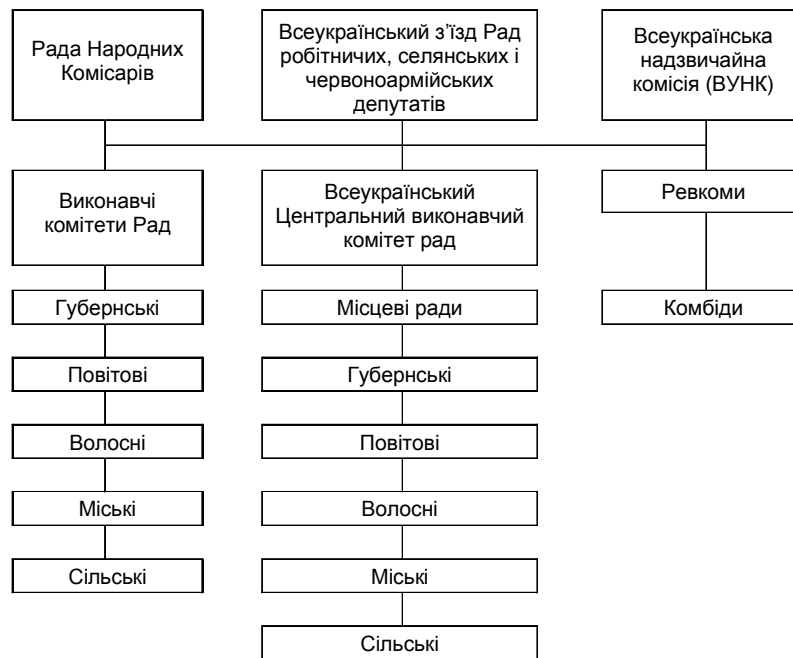 Рада Народних
Комісарів
Всеукраїнський з’їзд Рад
робітничих, селянських і
червоноармійських
депутатів
Всеукраїнська
надзвичайна
комісія (ВУНК)
Виконавчі
комітети Рад
Всеукраїнський
Центральний виконавчий
комітет рад
Ревкоми
Губернські
Місцеві ради
Комбіди
Повітові
Губернські
Волосні
Повітові
Міські
Волосні
Сільські
Міські
Сільські